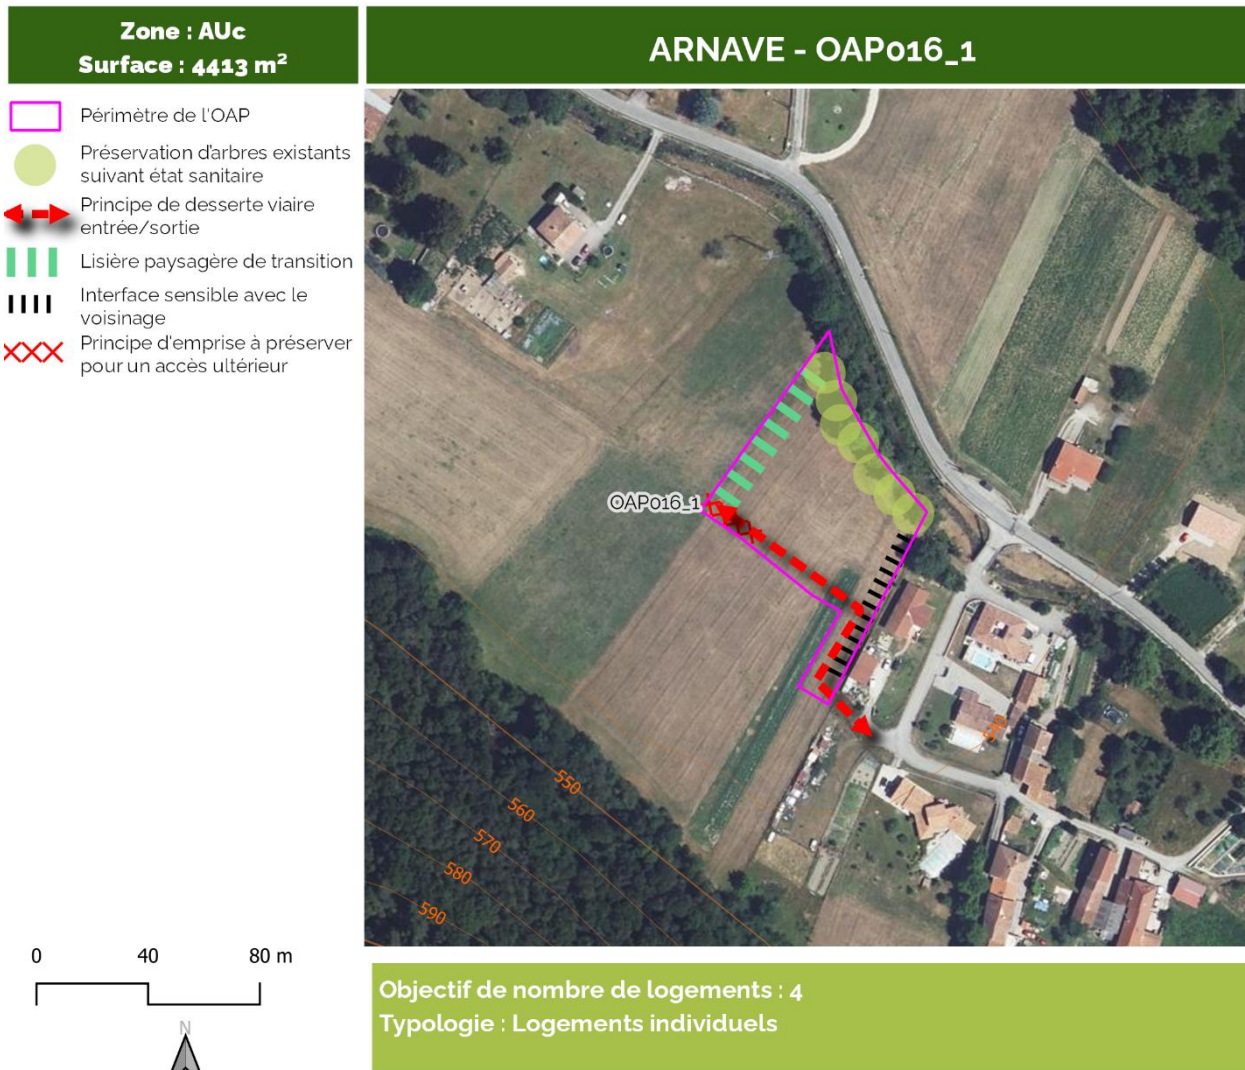 Zone : AUc
Surface : 4413 m²
ARNAVE - OAP016_1
Périmètre de l'OAP
Préservation d'arbres existants
suivant état sanitaire
Principe de desserte viaire
entrée/sortie
Lisière paysagère de transition
Interface sensible avec le
voisinage
Principe d'emprise à préserver
pour un accès ultérieur
OAP016_1
550
560
570
580
590
0 40 80 m
N
Objectif de nombre de logements : 4
Typologie : Logements individuels